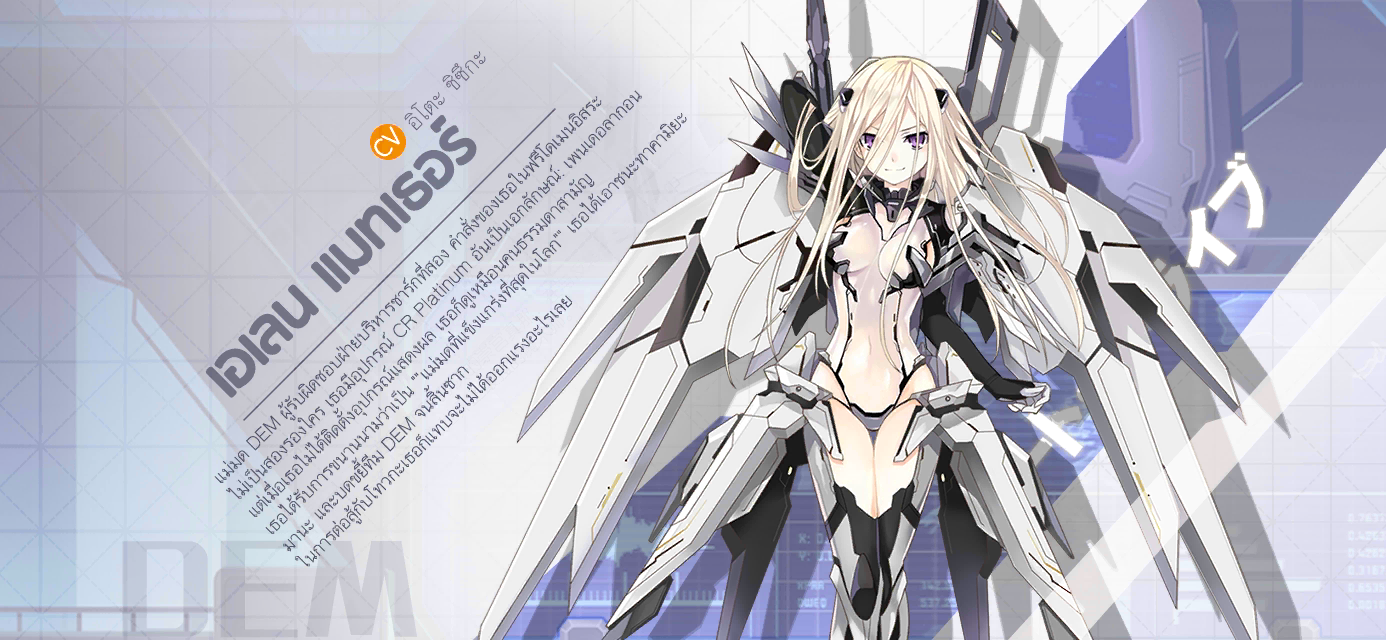 CV อิโตะ ชิซึกะ
เอเลน แมทเธอร์
แม่มด DEM ผู้รับผิดชอบฝ่ายบริหารชาร์กที่สอง คำสั่งของเธอในฟรีโดเมนอิสระ
ไม่เป็นสองรองใคร เธอมีอุปกรณ์ CR Platinum อันเป็นเอกลักษณ์: เพนเดอลากอน
แต่เมื่อเธอไม่ได้ติดตั้งอุปกรณ์แสดงผล เธอก็ดูเหมือนคนธรรมดาสามัญ
เธอได้รับการขนานนามว่าเป็น "แม่มดที่แข็งแกร่งที่สุดในโลก" เธอได้เอาชนะทาคามิยะ
มานะ และบดขยี้ทีม DEM จนสิ้นซาก
ในการต่อสู้กับโทวกะเธอก็แทบจะไม่ได้ออกแรงอะไรเลย
DEM
イブ